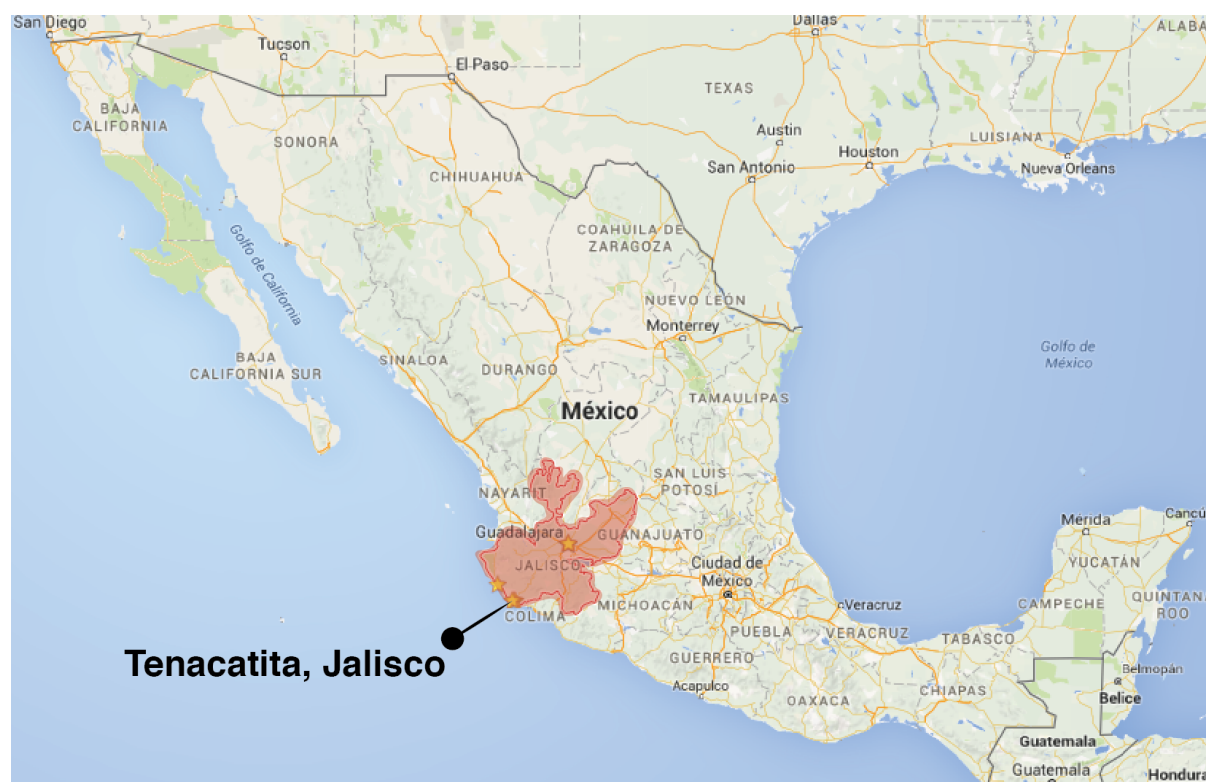 San Diego
Dallas
ALABA
Tucson
El Paso
TEXAS
BAJA
CALIFORNIA
SONORA
Austin
LUISIANA
Houston
San Antonio
Nueva Orleans
CHIHUAHUA
Golfo de California
COAHUILA DE
ZARAGOZA
NUEVO LEÓN
Monterrey
Golfo de
México
SINALOA
DURANGO
BAJA
CALIFORNIA SUR
TAMAULIPAS
México
SAN LUIS
POTOSÍ
NAYARIT
Guadalajara
GUANAJUATO
Mérida
Cancú
JALISCO
Ciudad de
México
YUCATÁN
MICHOACÁN
Veracruz
CAMPECHE
QUINTANA
ROO
COLIMA
PUEBLA
VERACRUZ
TABASCO
Tenacatita, Jalisco
GUERRERO
Belmopán
Acapulco
OAXACA
CHIAPAS
Belice
Guatemala
Guatemala
Hondura